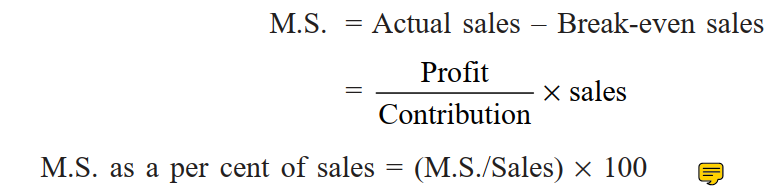 M.S. = Actual sales – Break-even sales
= Profit / Contribution × sales
M.S. as a per cent of sales = (M.S./Sales) × 100